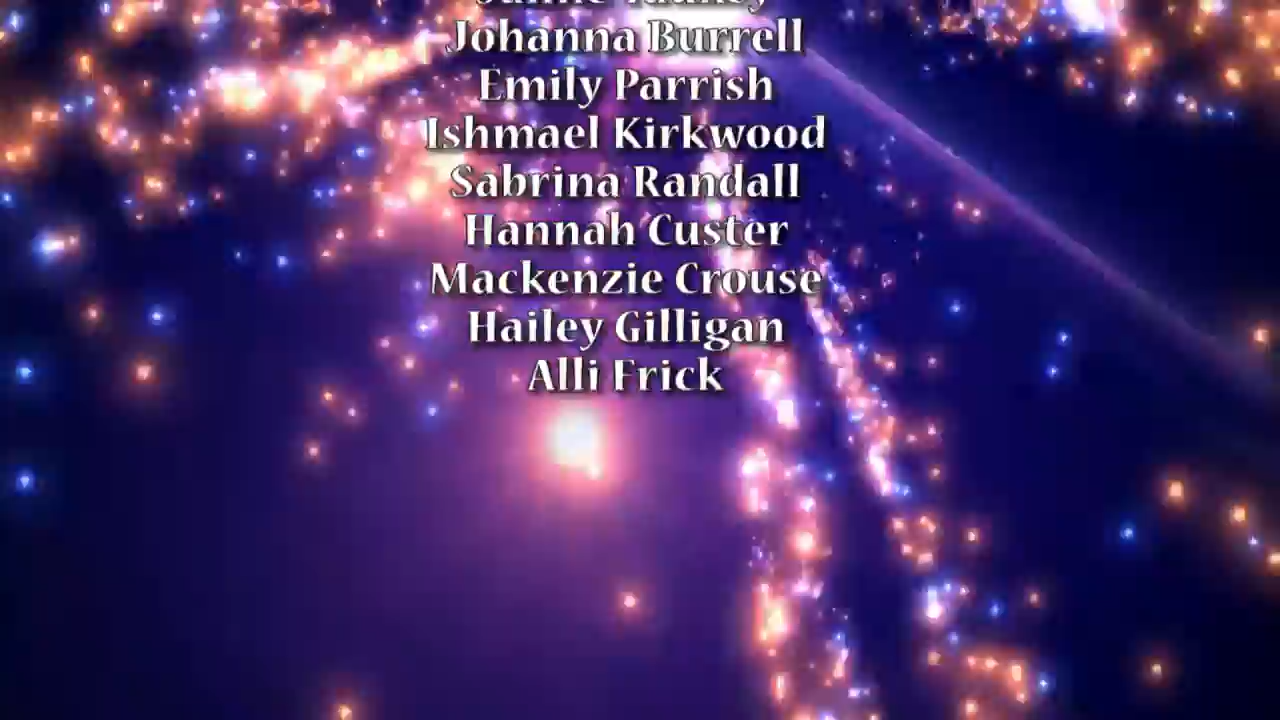 Johanna Burrell
Emily Parrish
Ishmael Kirkwood
Sabrina Randall
Hannah Custer
Mackenzie Crouse
Hailey Gilligan
Alli Frick